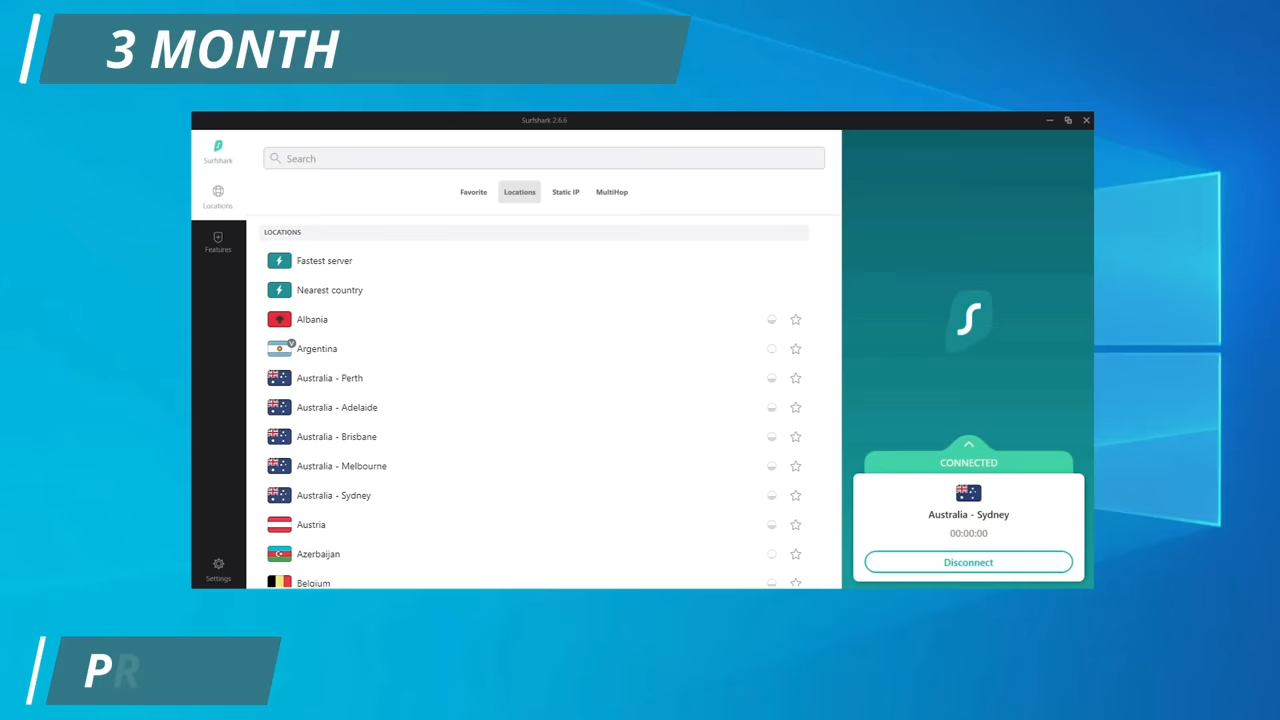 3 MONTH
Surfshark 2.6.6
Surfshark
Search
Locations
Favorite
Locations
Static IP
MultiHop
Features
LOCATIONS
Fastest server
Nearest country
Albania
V
Argentina
Australia - Perth
Australia - Adelaide
Australia - Brisbane
Australia - Melbourne
Australia - Sydney
Austria
Azerbaijan
Belgium
Settings
CONNECTED
Australia - Sydney
00:00:00
Disconnect
PR